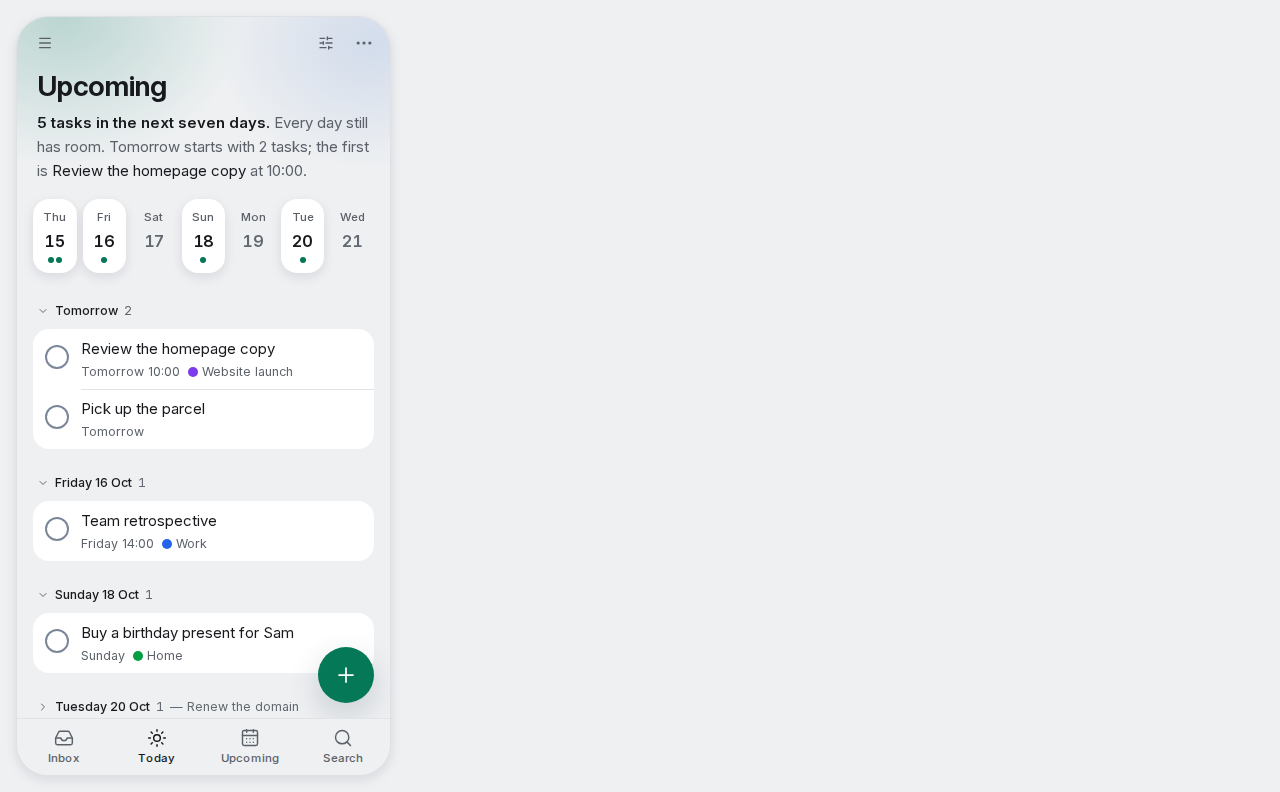 Upcoming
5 tasks in the next seven days. Every day still
has room. Tomorrow starts with 2 tasks; the first
is Review the homepage copy at 10:00.
Thu Fri Sat Sun Mon Tue Wed
15 16 17 18 19 20 21
Tomorrow 2
Review the homepage copy
Tomorrow 10:00 Website launch
Pick up the parcel
Tomorrow
Friday 16 Oct 1
Team retrospective
Friday 14:00 Work
Sunday 18 Oct 1
Buy a birthday present for Sam
Sunday Home
Tuesday 20 Oct 1 — Renew the domain
Inbox Today Upcoming Search